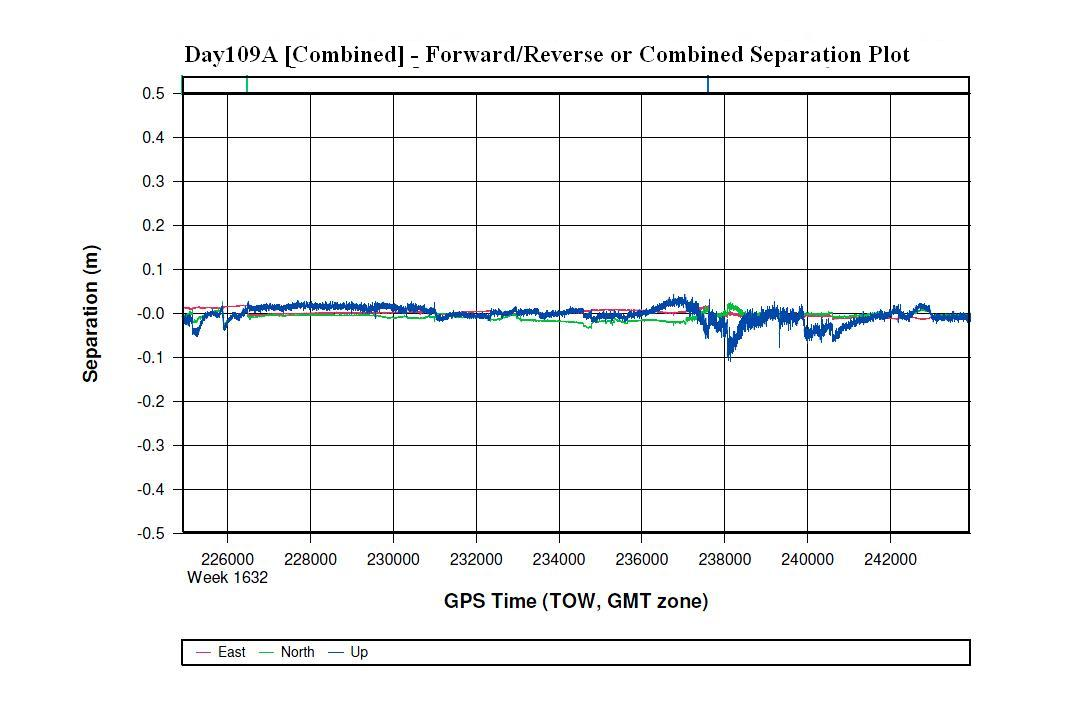 Day109A [Combined] - Forward/Reverse or Combined Separation Plot
0.5
0.4
0.3
0.2
0.1
-0.0
-0.1
-0.2
-0.3
-0.4
-0.5
Separation (m)
226000 228000 230000 232000 234000 236000 238000 240000 242000
Week 1632
GPS Time (TOW, GMT zone)
East North Up